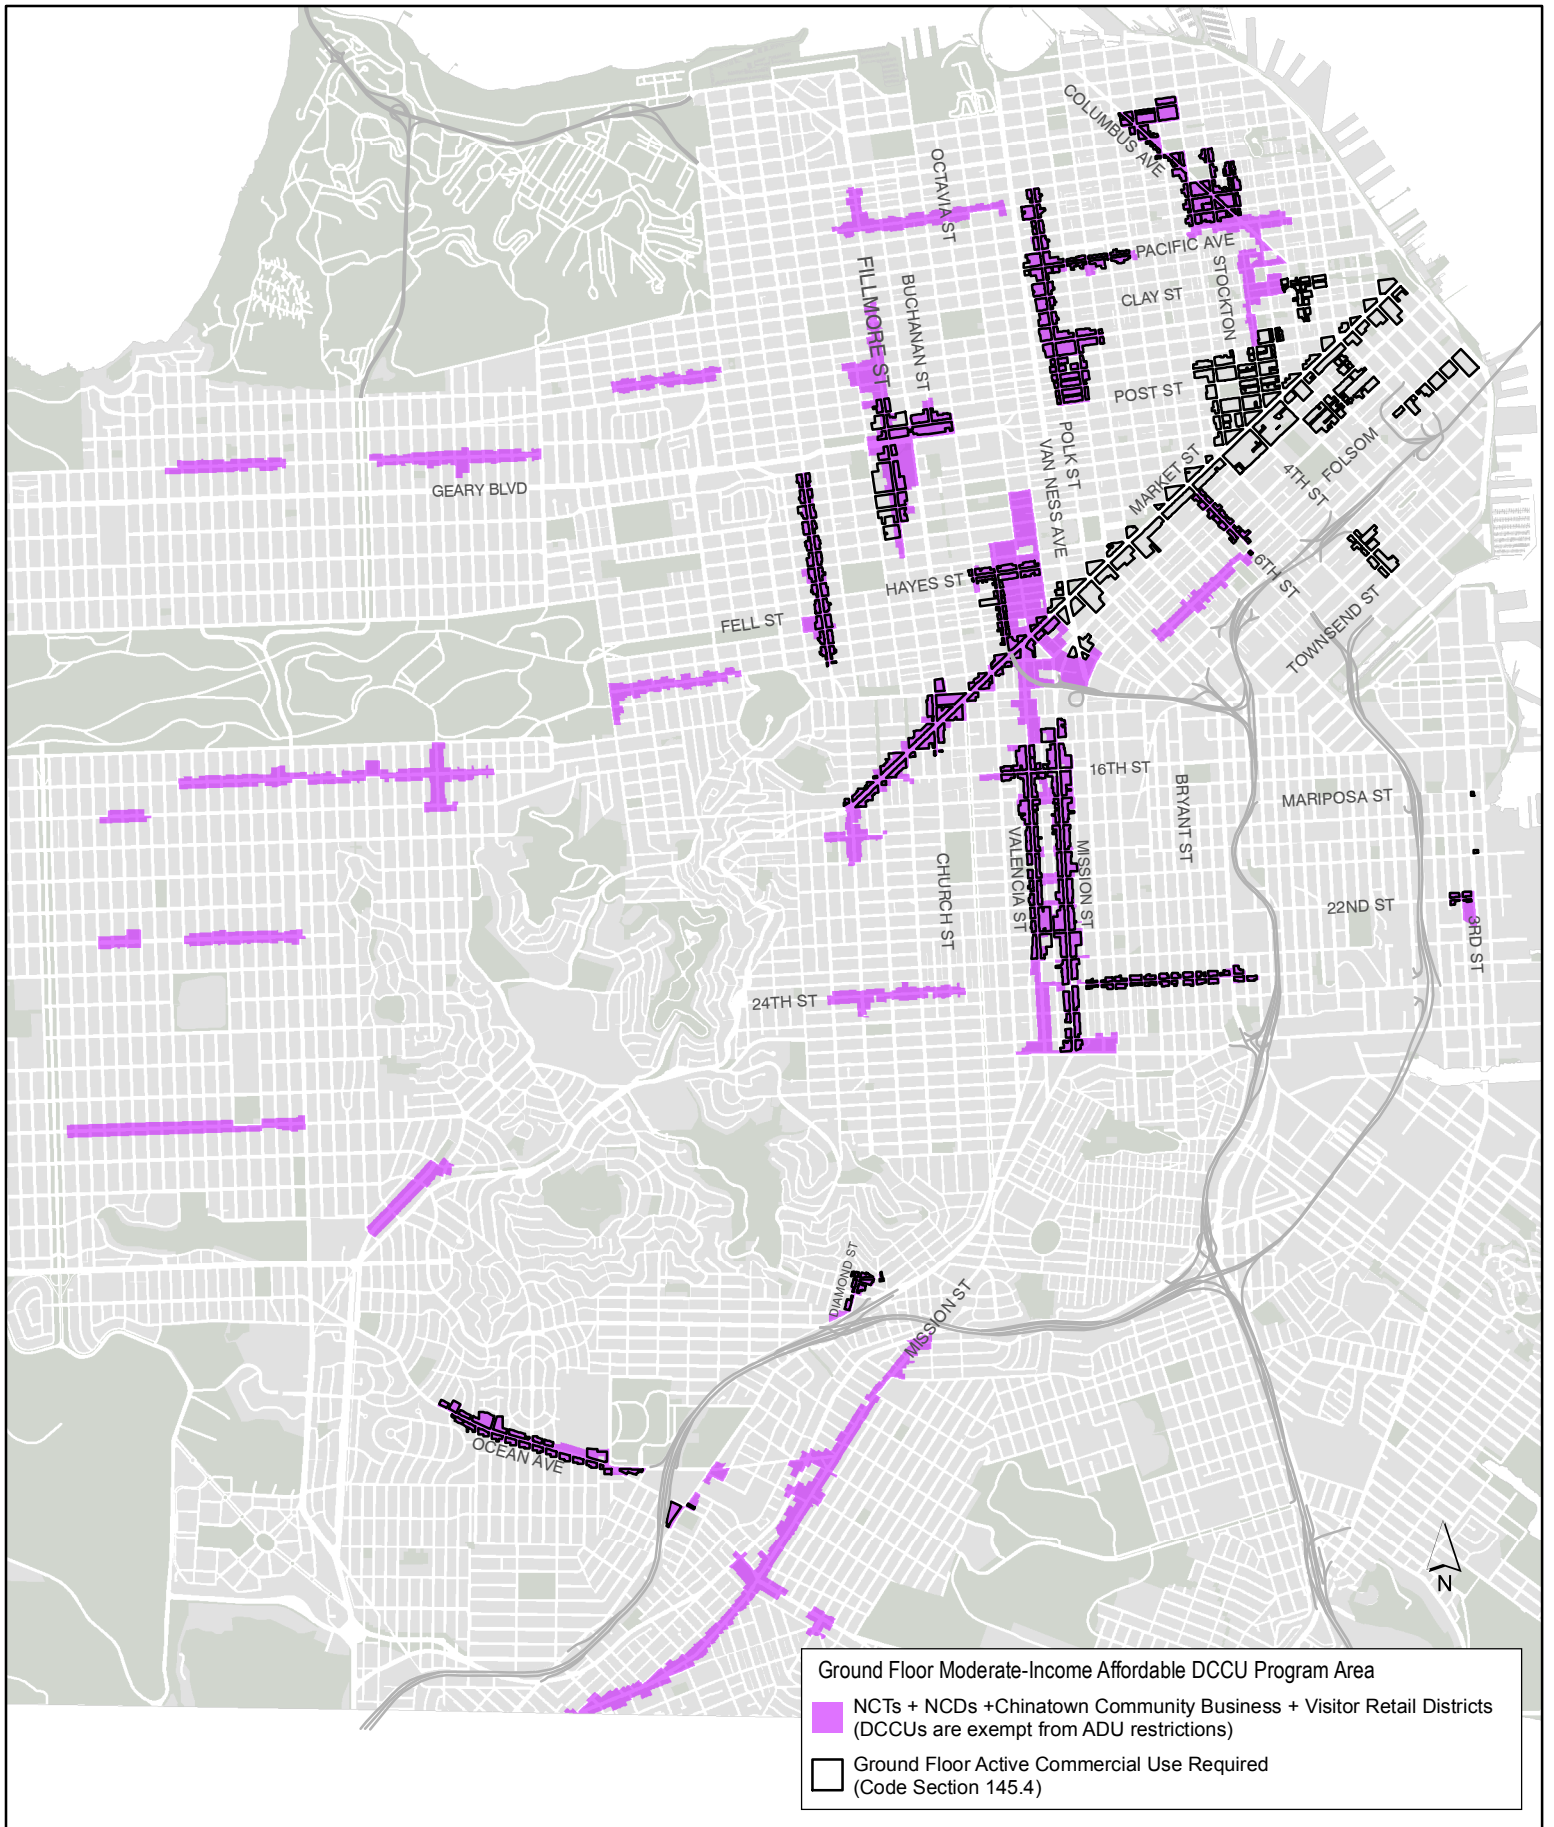 COLUMBUS AVE
OCTAVIA ST
PACIFIC AVE
STOCKTON
FILLMORE ST
BUCHANAN ST
CLAY ST
POST ST
POLK ST
VAN NESS AVE
MARKET ST
4TH ST
FOLSOM
GEARY BLVD
HAYES ST
6TH ST
FELL ST
TOWNSEND ST
16TH ST
BRYANT ST
MARIPOSA ST
VALENCIA ST
MISSION ST
CHURCH ST
22ND ST
3RD ST
24TH ST
DIAMOND ST
MISSION ST
OCEAN AVE
N
Ground Floor Moderate-Income Affordable DCCU Program Area
NCTs + NCDs +Chinatown Community Business + Visitor Retail Districts
(DCCUs are exempt from ADU restrictions)
Ground Floor Active Commercial Use Required
(Code Section 145.4)